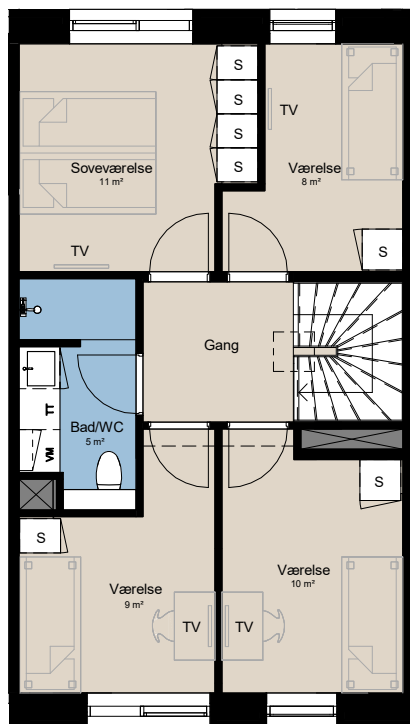 S
S
S
S
TV
Soveværelse
11 m²
Værelse
8 m²
TV
S
Gang
TT
VM
Bad/WC
5 m²
S
S
Værelse
9 m²
Værelse
10 m²
TV
TV